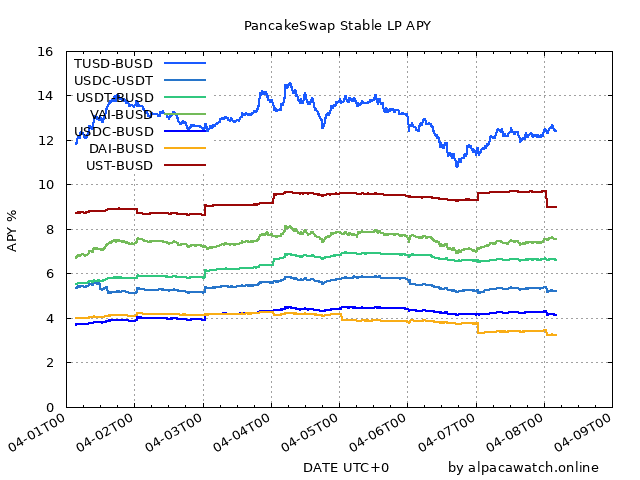 PancakeSwap Stable LP APY
16
14
12
10
8
6
4
2
0
APY %
TUSD-BUSD
USDC-USDT
USDT-BUSD
VAI-BUSD
USDC-BUSD
DAI-BUSD
UST-BUSD
04-01T00
04-02T00
04-03T00
04-04T00
04-05T00
04-06T00
04-07T00
04-08T00
04-09T00
DATE UTC+0
by alpacawatch.online